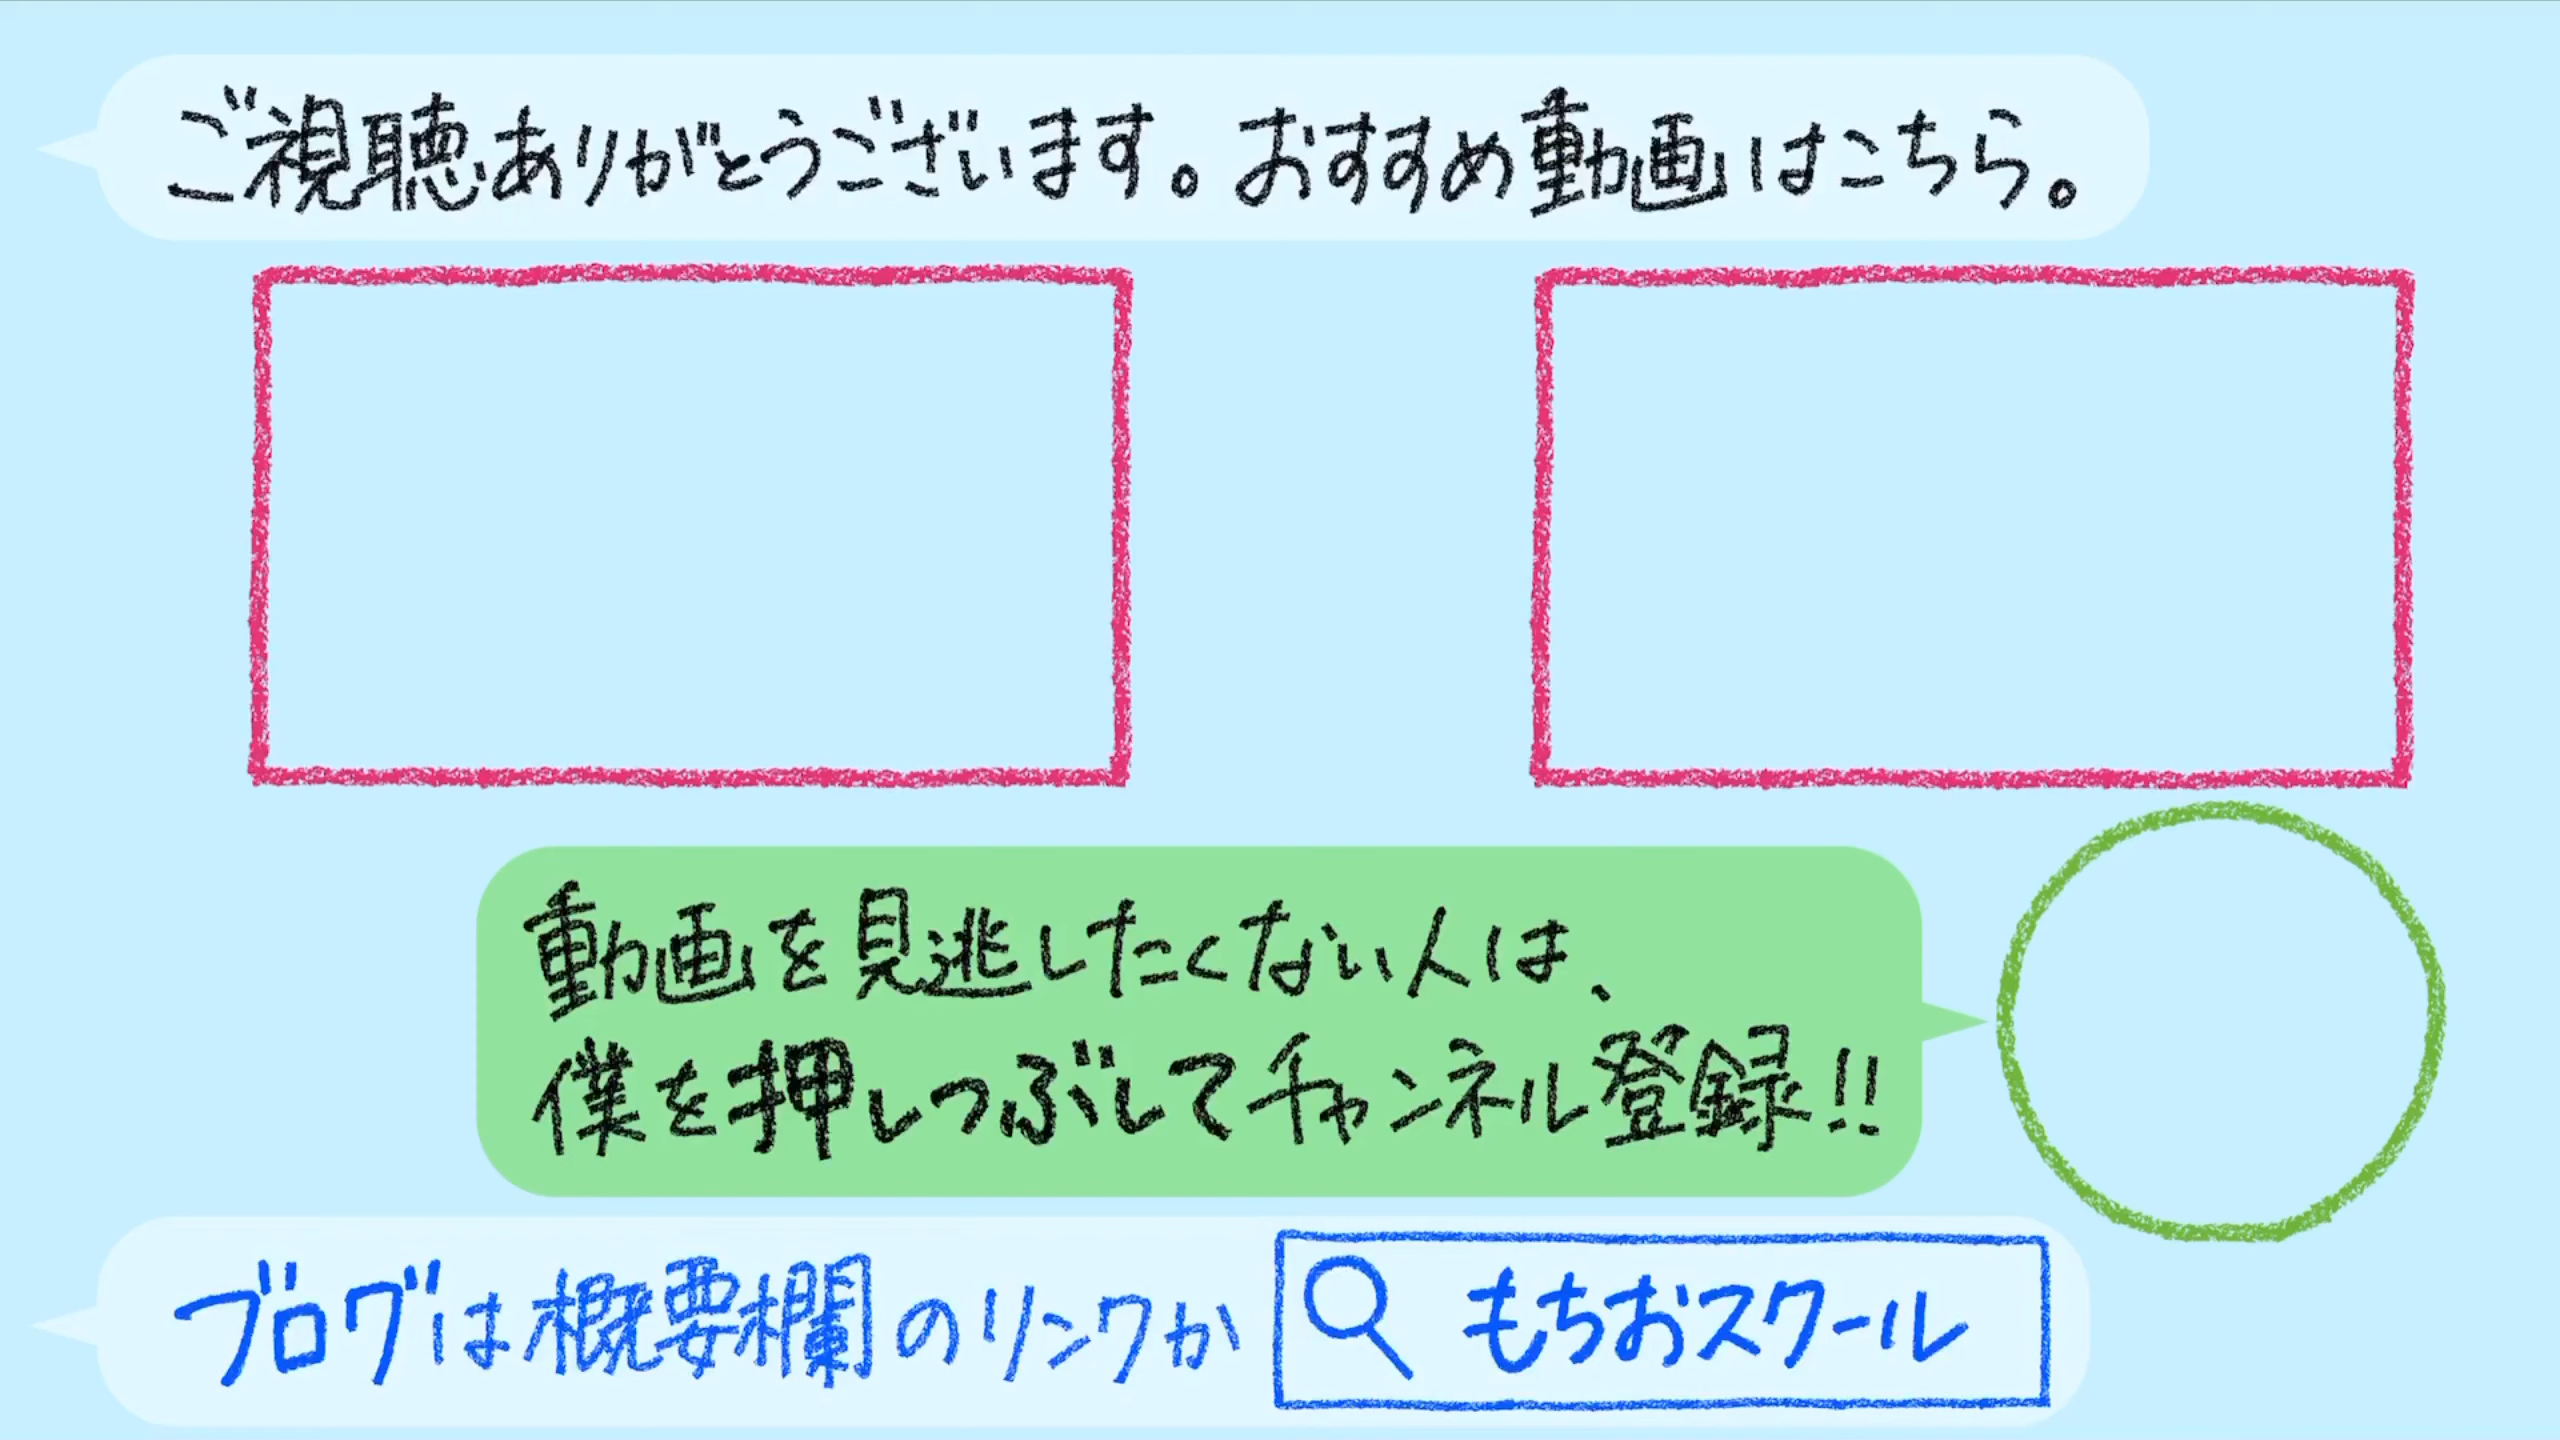 ご視聴ありがとうございます。おすすめ動画はこちら。
動画を見逃したくない人は、
僕を押しつぶしてチャンネル登録!!
ブログは概要欄のリンクか もちおスクール